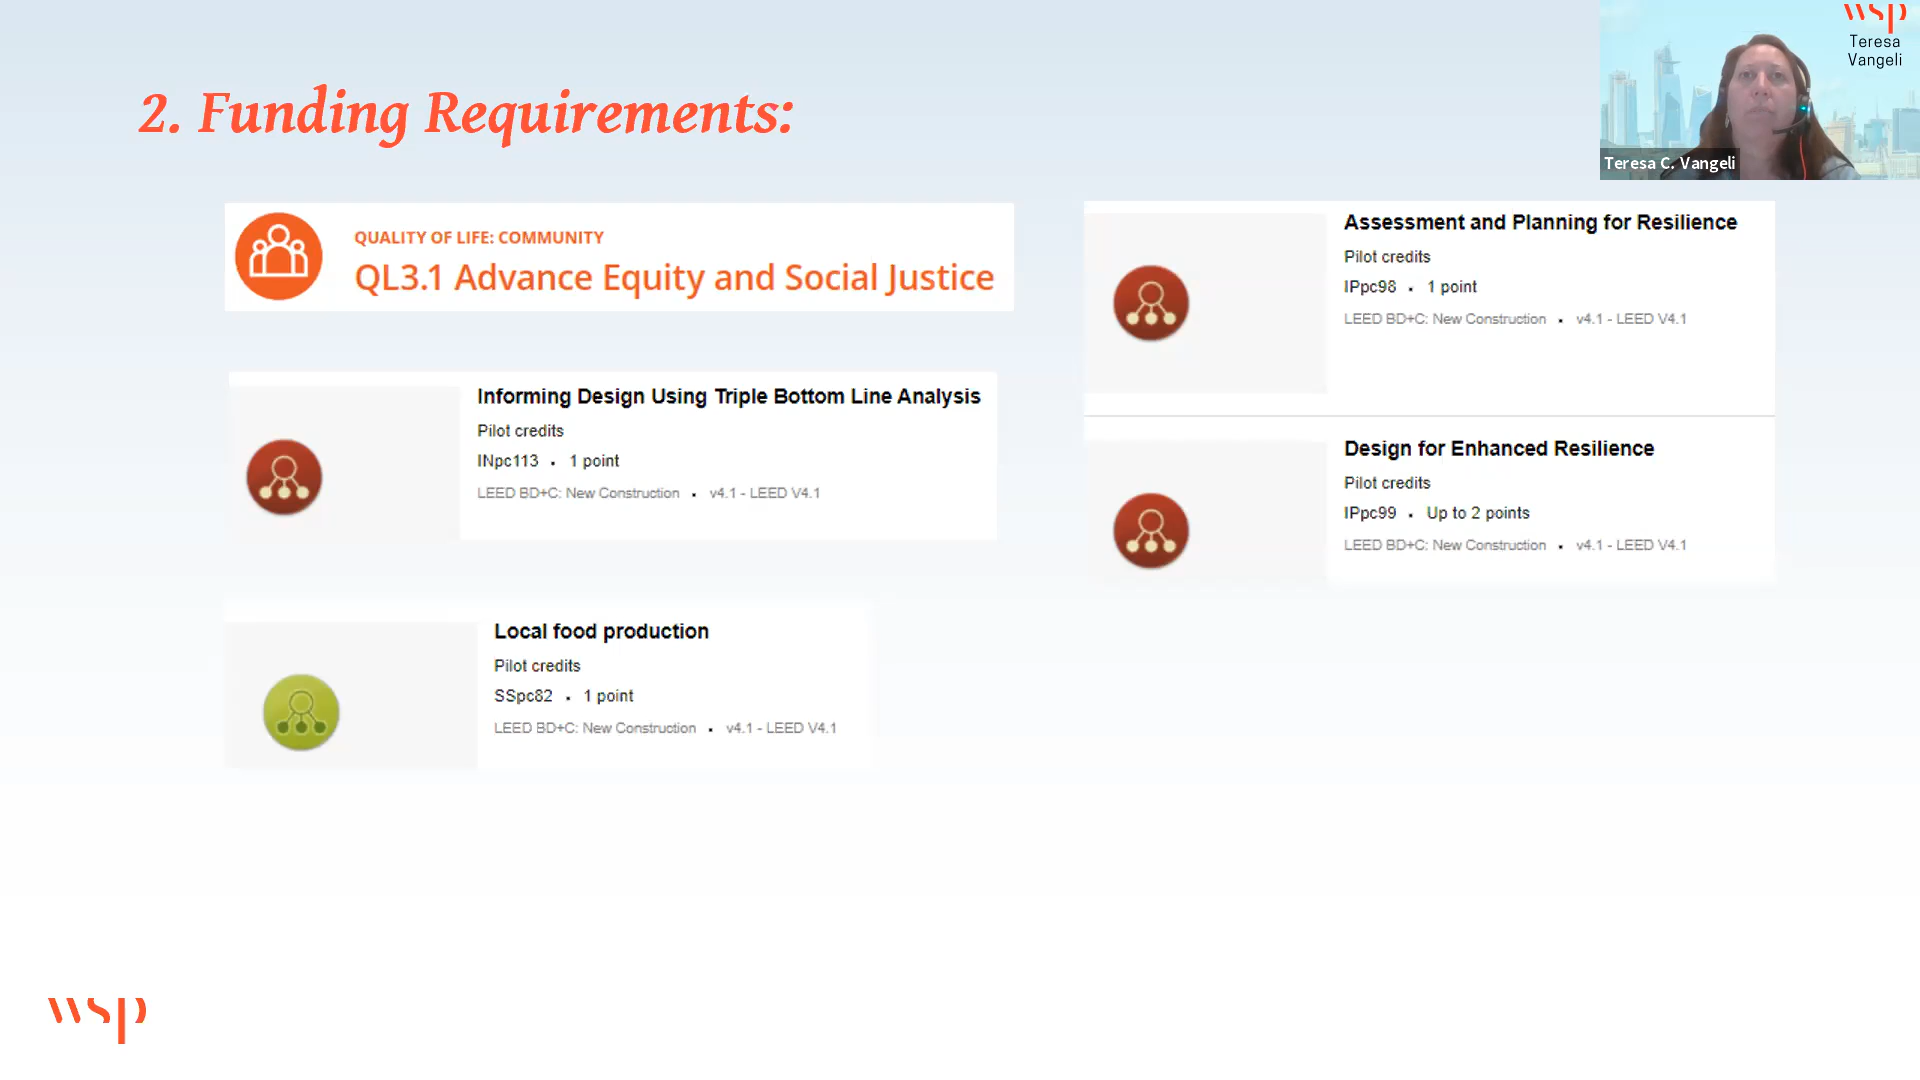 2. Funding Requirements:
wsp
Teresa
Vangeli
Teresa C. Vangeli
QUALITY OF LIFE: COMMUNITY
QL3.1 Advance Equity and Social Justice
Informing Design Using Triple Bottom Line Analysis
Pilot credits
INpc113 • 1 point
LEED BD+C: New Construction • v4.1 - LEED V4.1
Local food production
Pilot credits
SSpc82 • 1 point
LEED BD+C: New Construction • v4.1 - LEED V4.1
Assessment and Planning for Resilience
Pilot credits
IPpc98 • 1 point
LEED BD+C: New Construction • v4.1 - LEED V4.1
Design for Enhanced Resilience
Pilot credits
IPpc99 • Up to 2 points
LEED BD+C: New Construction • v4.1 - LEED V4.1
wsp